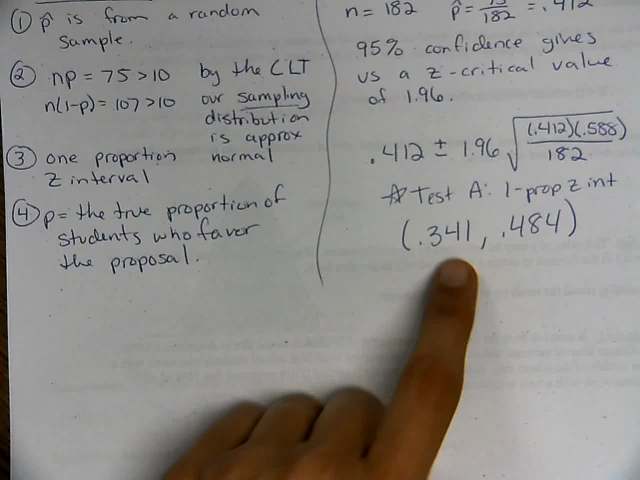 ① p̂ is from a random
sample.
② np = 75 > 10 by the CLT
n(1-p) = 107 > 10 our sampling
distribution
is approx
normal
③ one proportion
Z interval
④ p = the true proportion of
students who favor
the proposal.
n = 182 p̂ = 75/182 = .412
95% confidence gives
us a z-critical value
of 1.96.
.412 ± 1.96 √((.412)(.588)/182)
☆ Test A: 1-prop z int
(.341, .484)